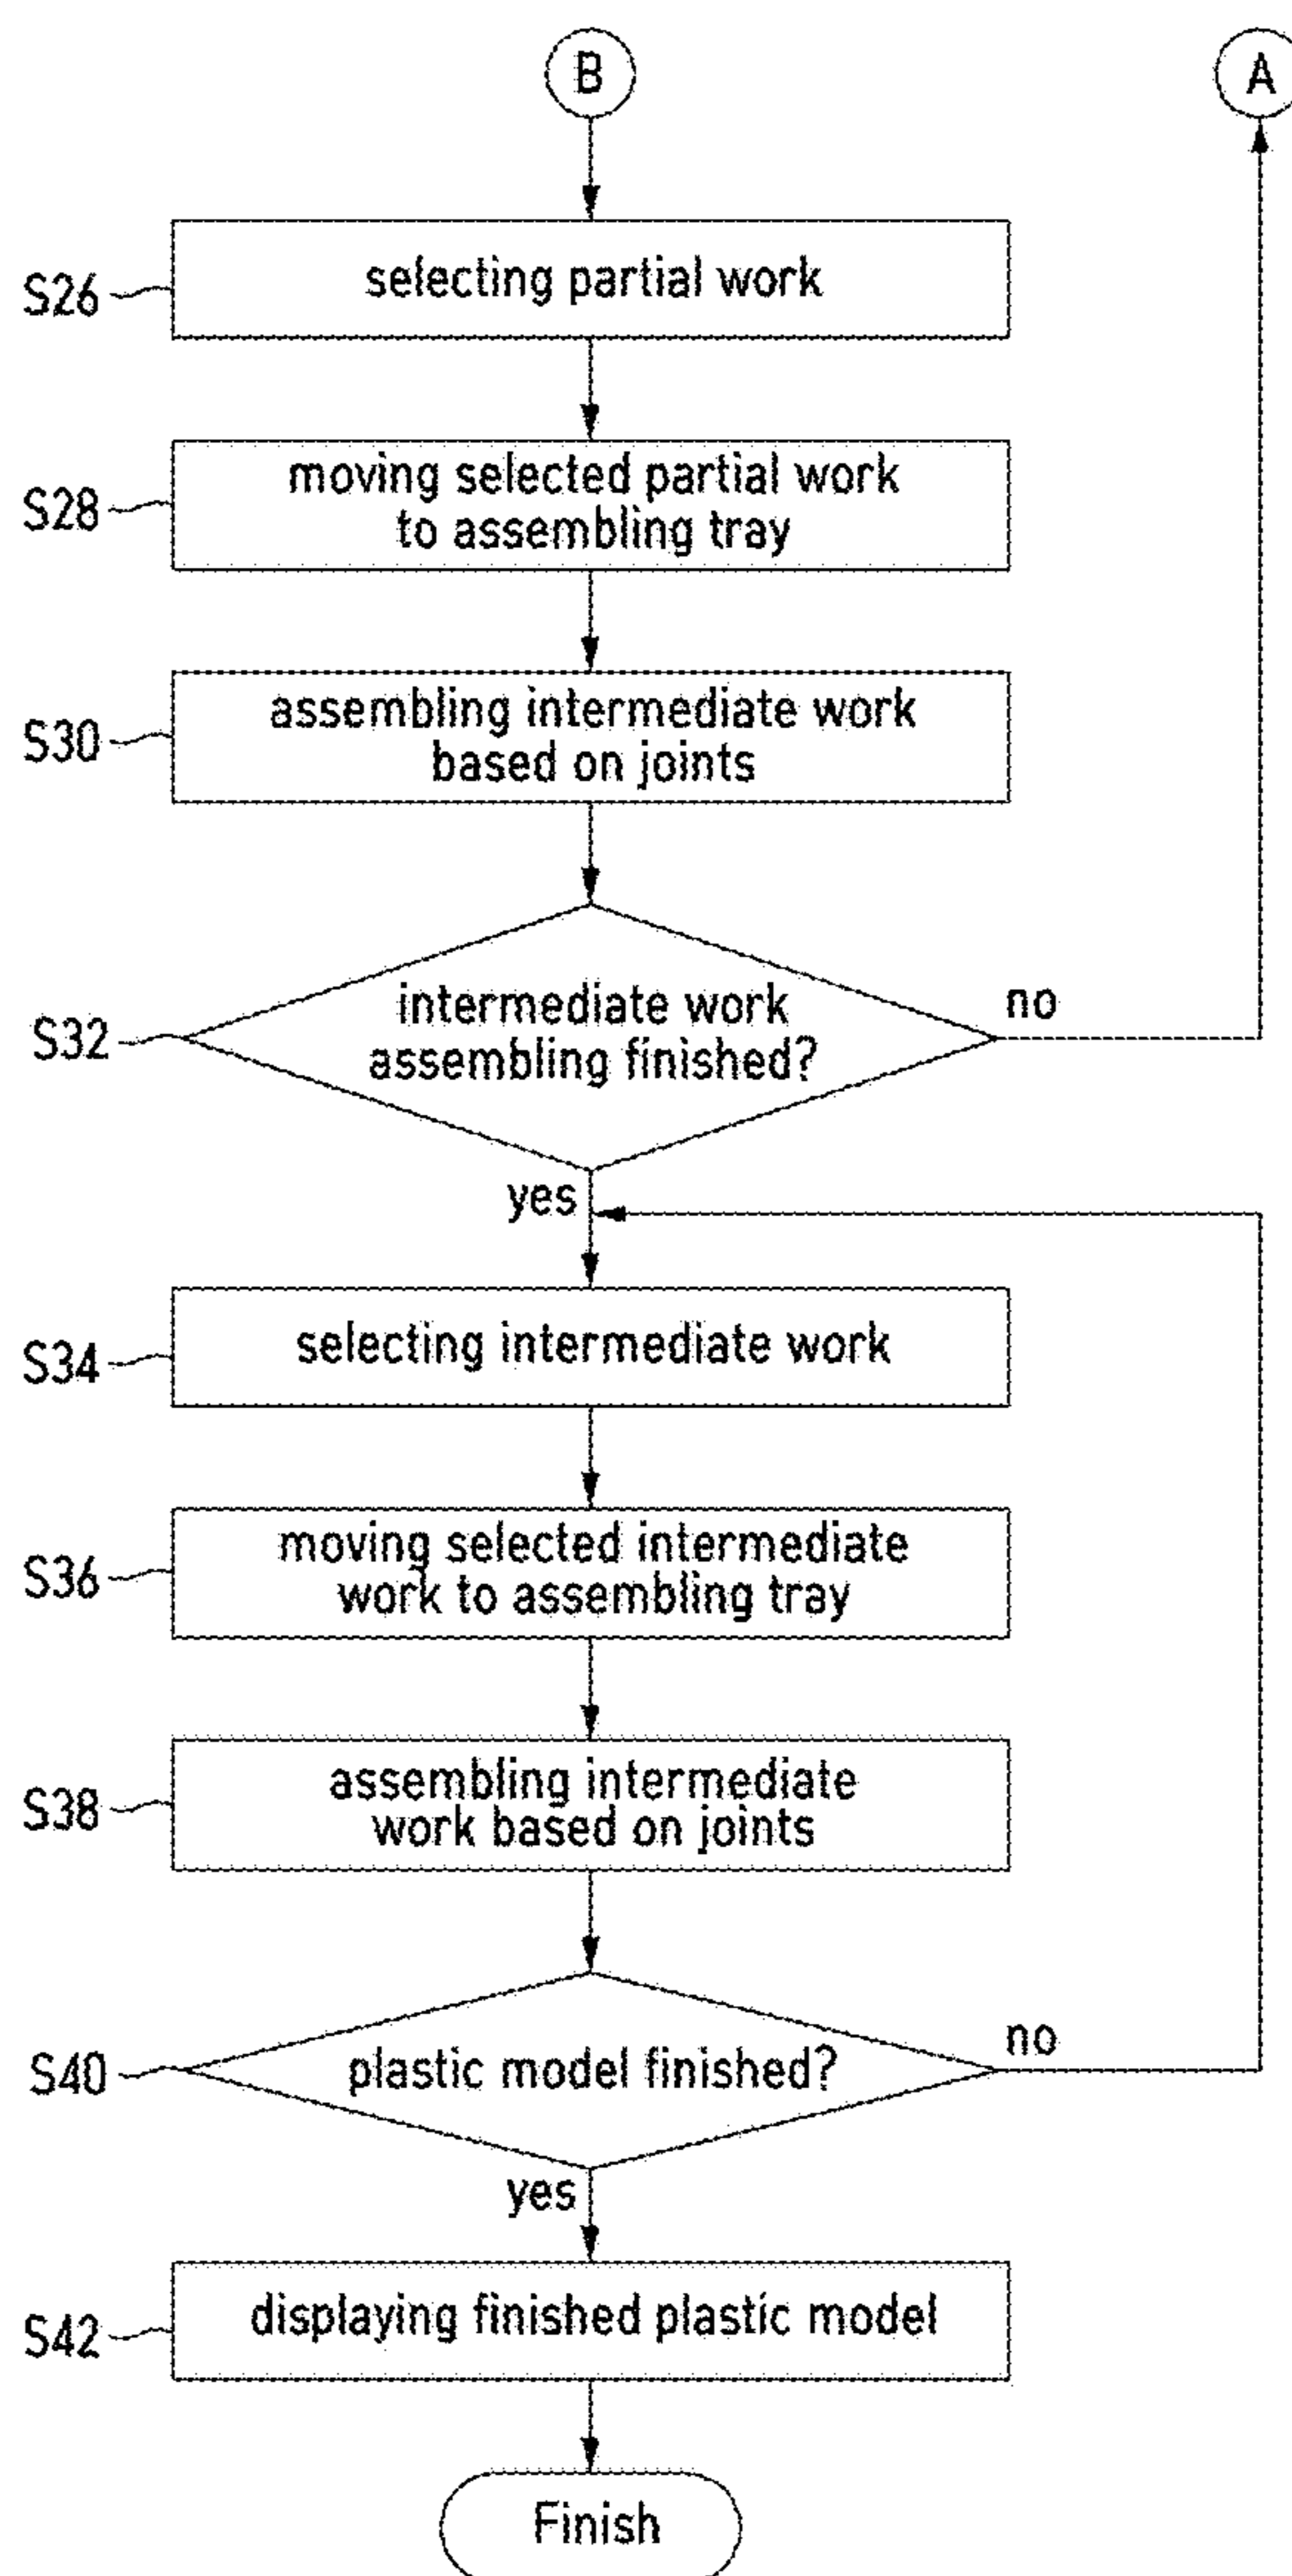 B
A
S26
selecting partial work
S28
moving selected partial work
to assembling tray
S30
assembling intermediate work
based on joints
S32
intermediate work
assembling finished?
no
yes
S34
selecting intermediate work
S36
moving selected intermediate
work to assembling tray
S38
assembling intermediate
work based on joints
S40
plastic model finished?
no
yes
S42
displaying finished plastic model
Finish